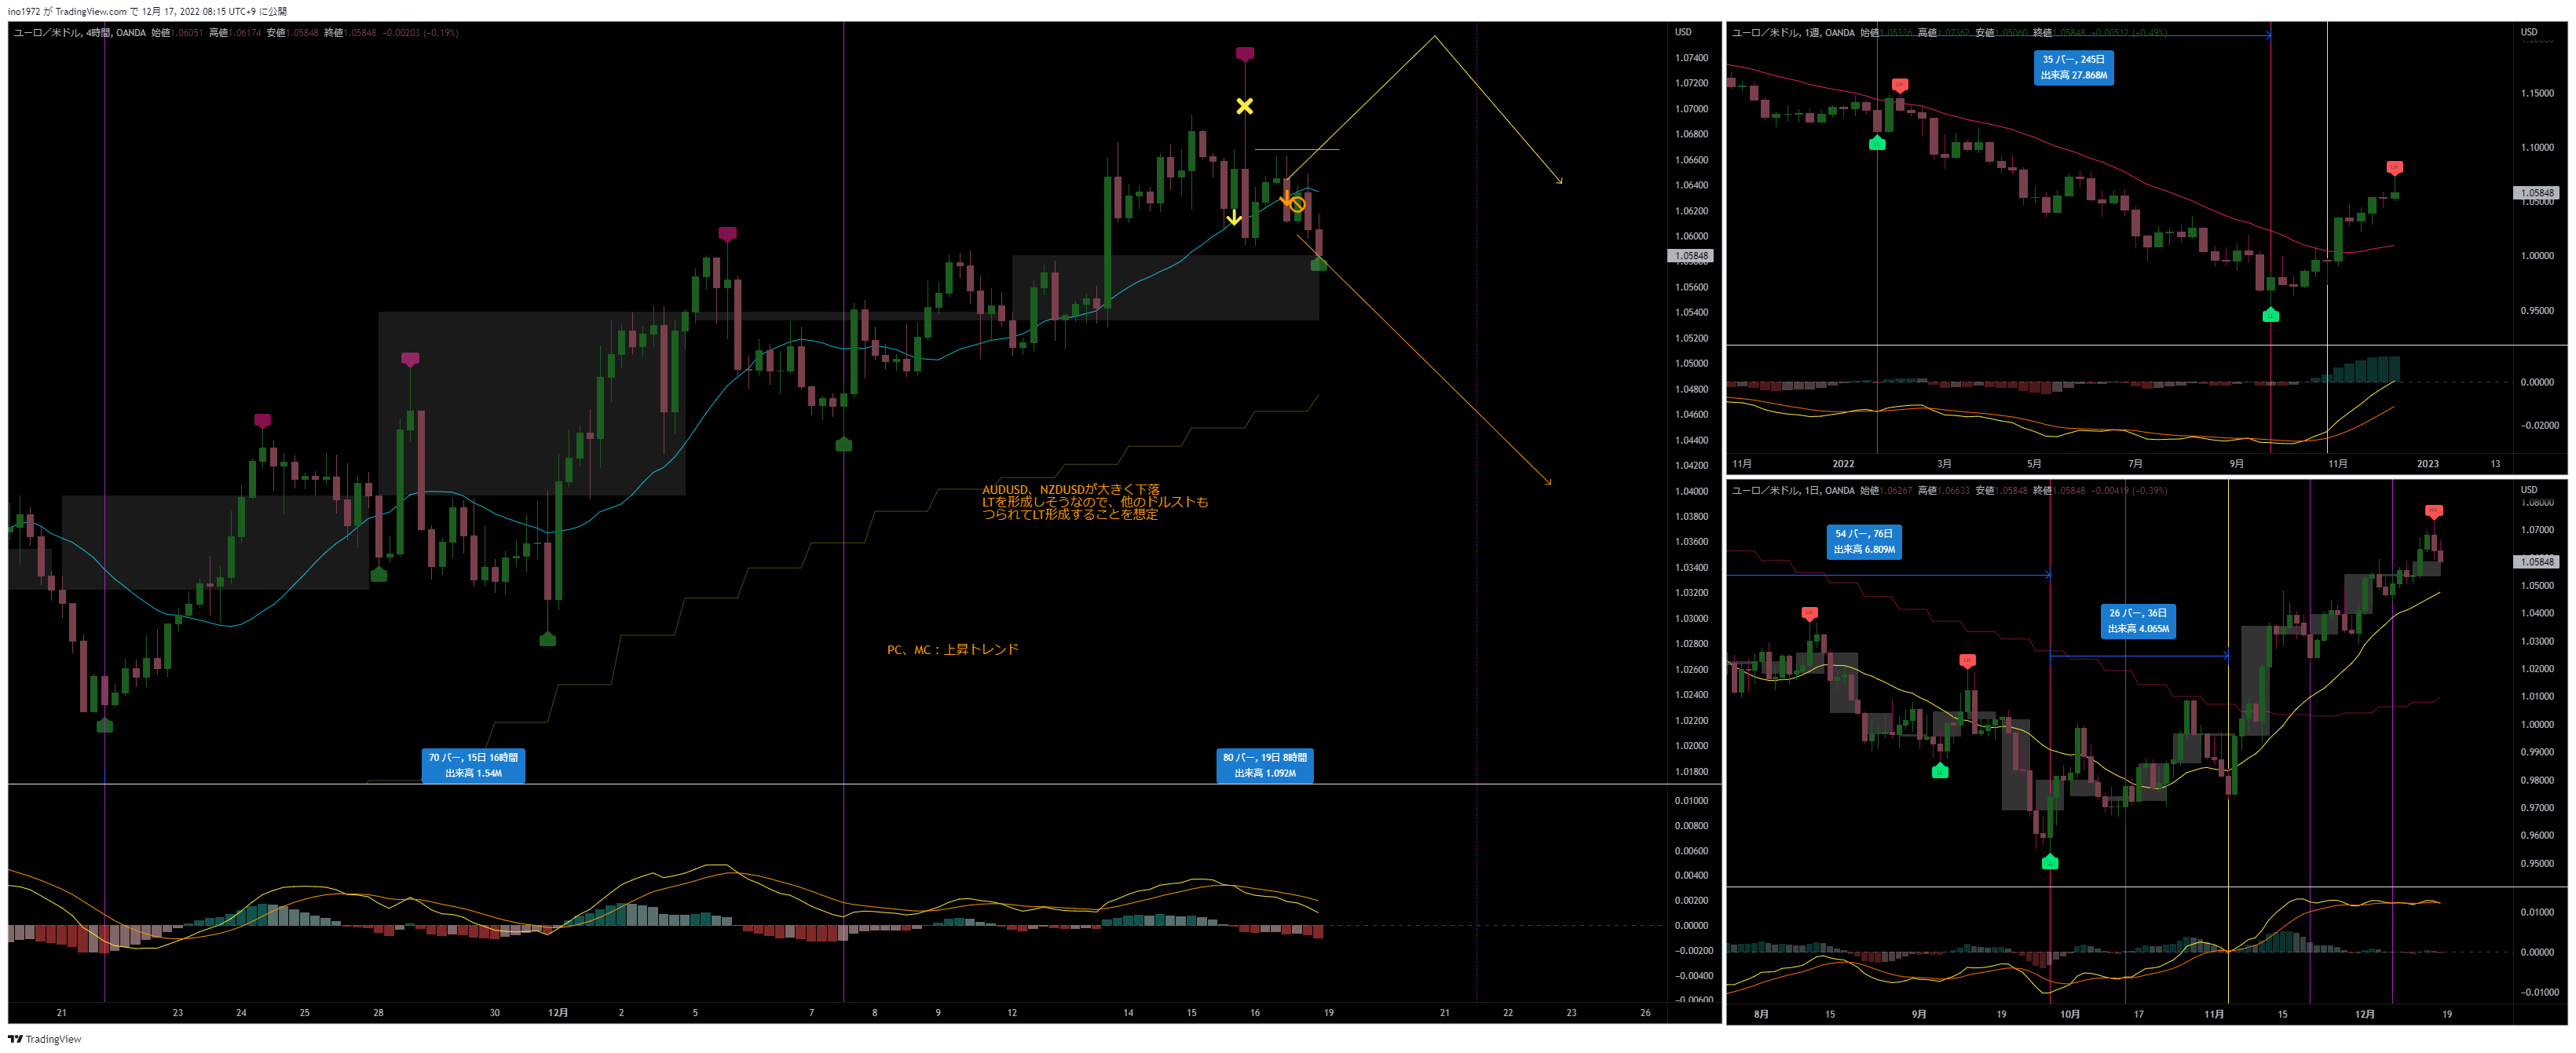 ino1972 が TradingView.com で 12月 17, 2022 08:15 UTC+9 に公開
ユーロ/米ドル, 4時間, OANDA 始値1.06051 高値1.06174 安値1.05848 終値1.05848 −0.00203 (−0.19%)
USD
1.07400
1.07200
1.07000
1.06800
1.06600
1.06400
1.06200
1.06000
1.05848
1.05600
1.05400
1.05200
1.05000
1.04800
1.04600
1.04400
1.04200
1.04000
1.03800
1.03600
1.03400
1.03200
1.03000
1.02800
1.02600
1.02400
1.02200
1.02000
1.01800
AUDUSD、NZDUSDが大きく下落
LTを形成しそうなので、他のドルストも
つられてLT形成することを想定
PC、MC:上昇トレンド
70 バー, 15日 16時間
出来高 1.54M
80 バー, 19日 8時間
出来高 1.092M
0.01000
0.00800
0.00600
0.00400
0.00200
0.00000
−0.00200
−0.00400
−0.00600
21 23 24 25 28 30 12月 2 5 7 8 9 12 14 15 16 19 21 22 23 26
ユーロ/米ドル, 1週, OANDA 始値1.05336 高値1.07362 安値1.05060 終値1.05848 +0.00512 (+0.49%)
USD
35 バー, 245日
出来高 27.868M
1.15000
1.10000
1.05848
1.05000
1.00000
0.95000
0.00000
−0.02000
11月 2022 3月 5月 7月 9月 11月 2023 13
ユーロ/米ドル, 1日, OANDA 始値1.06267 高値1.06633 安値1.05848 終値1.05848 −0.00419 (−0.39%)
USD
54 バー, 76日
出来高 6.809M
26 バー, 36日
出来高 4.065M
1.08000
1.07000
1.05848
1.05000
1.04000
1.03000
1.02000
1.01000
1.00000
0.99000
0.98000
0.97000
0.96000
0.95000
0.01000
0.00000
−0.01000
8月 15 9月 19 10月 17 11月 15 12月 19
TradingView